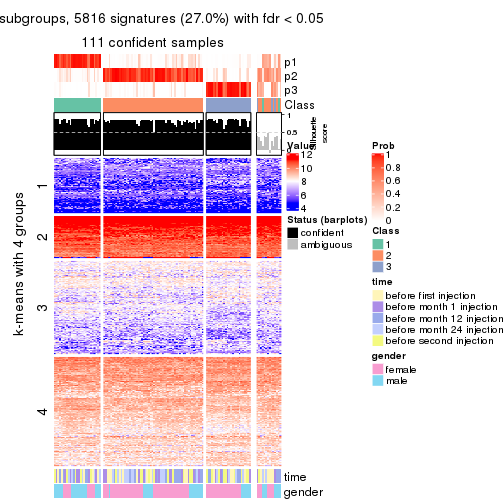 subgroups, 5816 signatures (27.0%) with fdr < 0.05
111 confident samples
p1
p2
p3
Class
1
0.5
0
Silhouette
score
k-means with 4 groups
1
2
3
4
time
gender
Value
12
10
8
6
4
Status (barplots)
confident
ambiguous
Prob
1
0.8
0.6
0.4
0.2
0
Class
1
2
3
time
before first injection
before month 1 injection
before month 12 injection
before month 24 injection
before second injection
gender
female
male